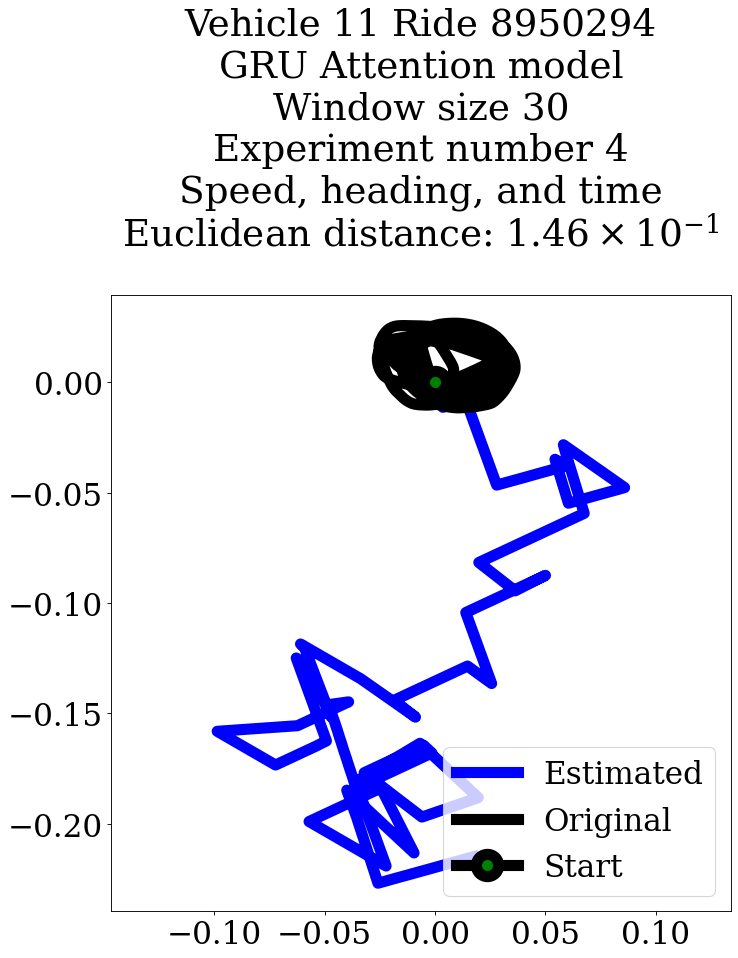 Vehicle 11 Ride 8950294
GRU Attention model
Window size 30
Experiment number 4
Speed, heading, and time
Euclidean distance: 1.46 × 10⁻¹
0.00
−0.05
−0.10
−0.15
−0.20
Estimated
Original
Start
−0.10 −0.05 0.00 0.05 0.10